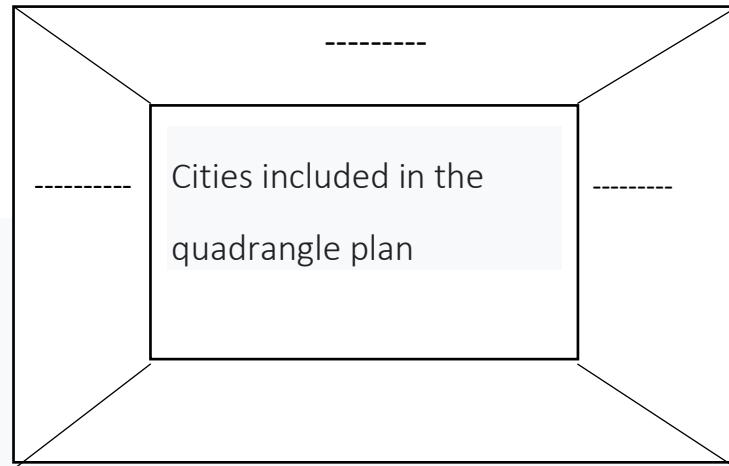 ---------
----------
Cities included in the
quadrangle plan
---------